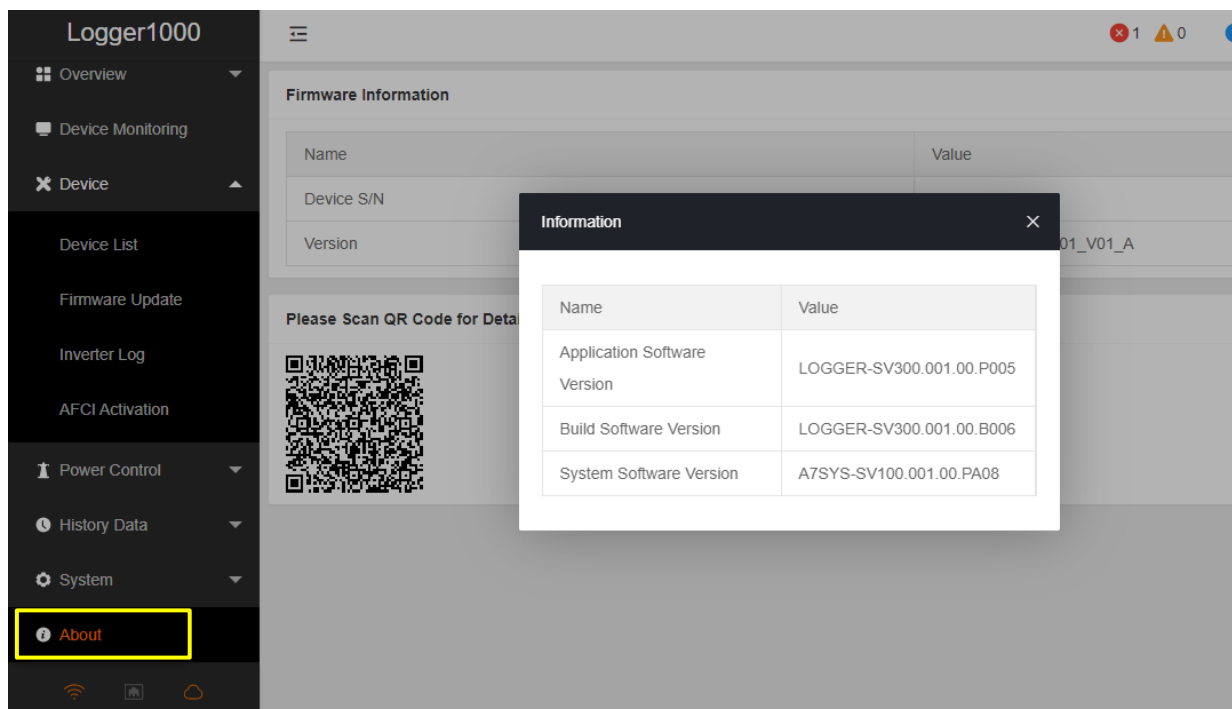 Logger1000
1
0
Overview
Device Monitoring
Device
Device List
Firmware Update
Inverter Log
AFCI Activation
Power Control
History Data
System
About
Firmware Information
Name Value
Device S/N
Version 01_V01_A
Please Scan QR Code for Detai
Information
Name Value
Application Software
Version
LOGGER-SV300.001.00.P005
Build Software Version LOGGER-SV300.001.00.B006
System Software Version A7SYS-SV100.001.00.PA08